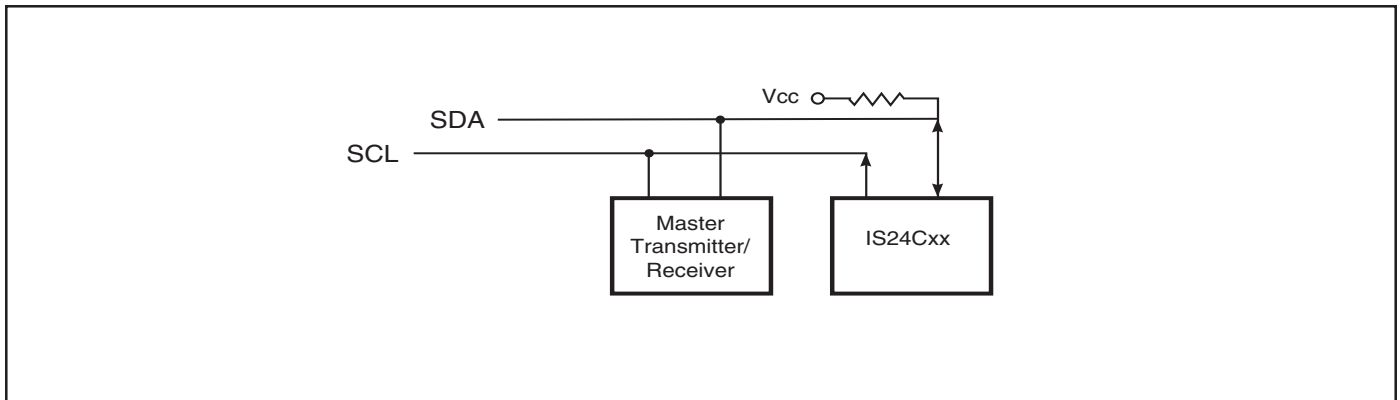 Vcc
SDA
SCL
Master
Transmitter/
Receiver
IS24Cxx